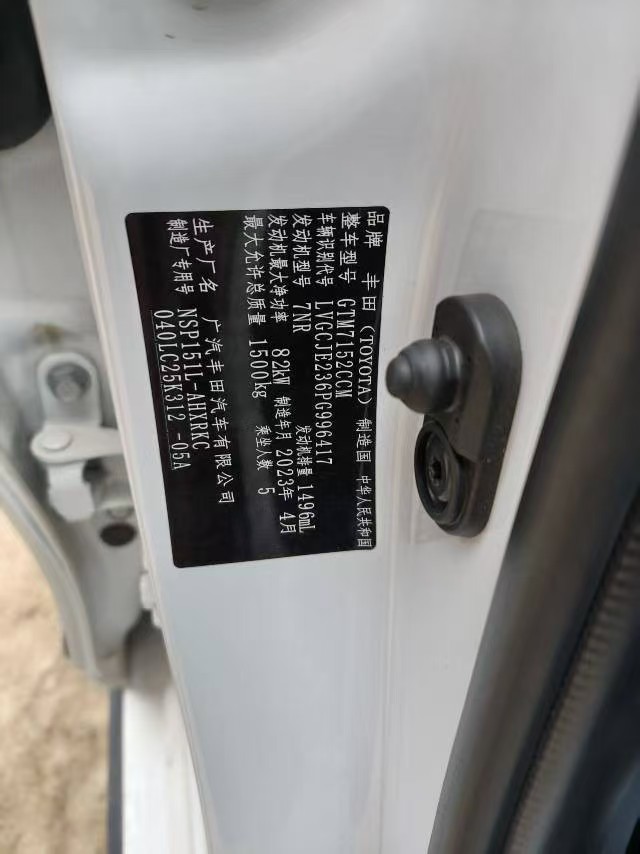 品牌 丰田(TOYOTA) 制造国 中华人民共和国
整车型号 GTM7152CCM
车辆识别代号 LVGCJE236PG996417
发动机型号 7NR 发动机排量 1496mL
发动机最大净功率 82kW 制造年月 2023年 4月
最大允许总质量 1500kg 乘坐人数 5
生产厂名 广汽丰田汽车有限公司
制造厂专用号 NSP151L-AHXRKC
040LC25K312 -05A